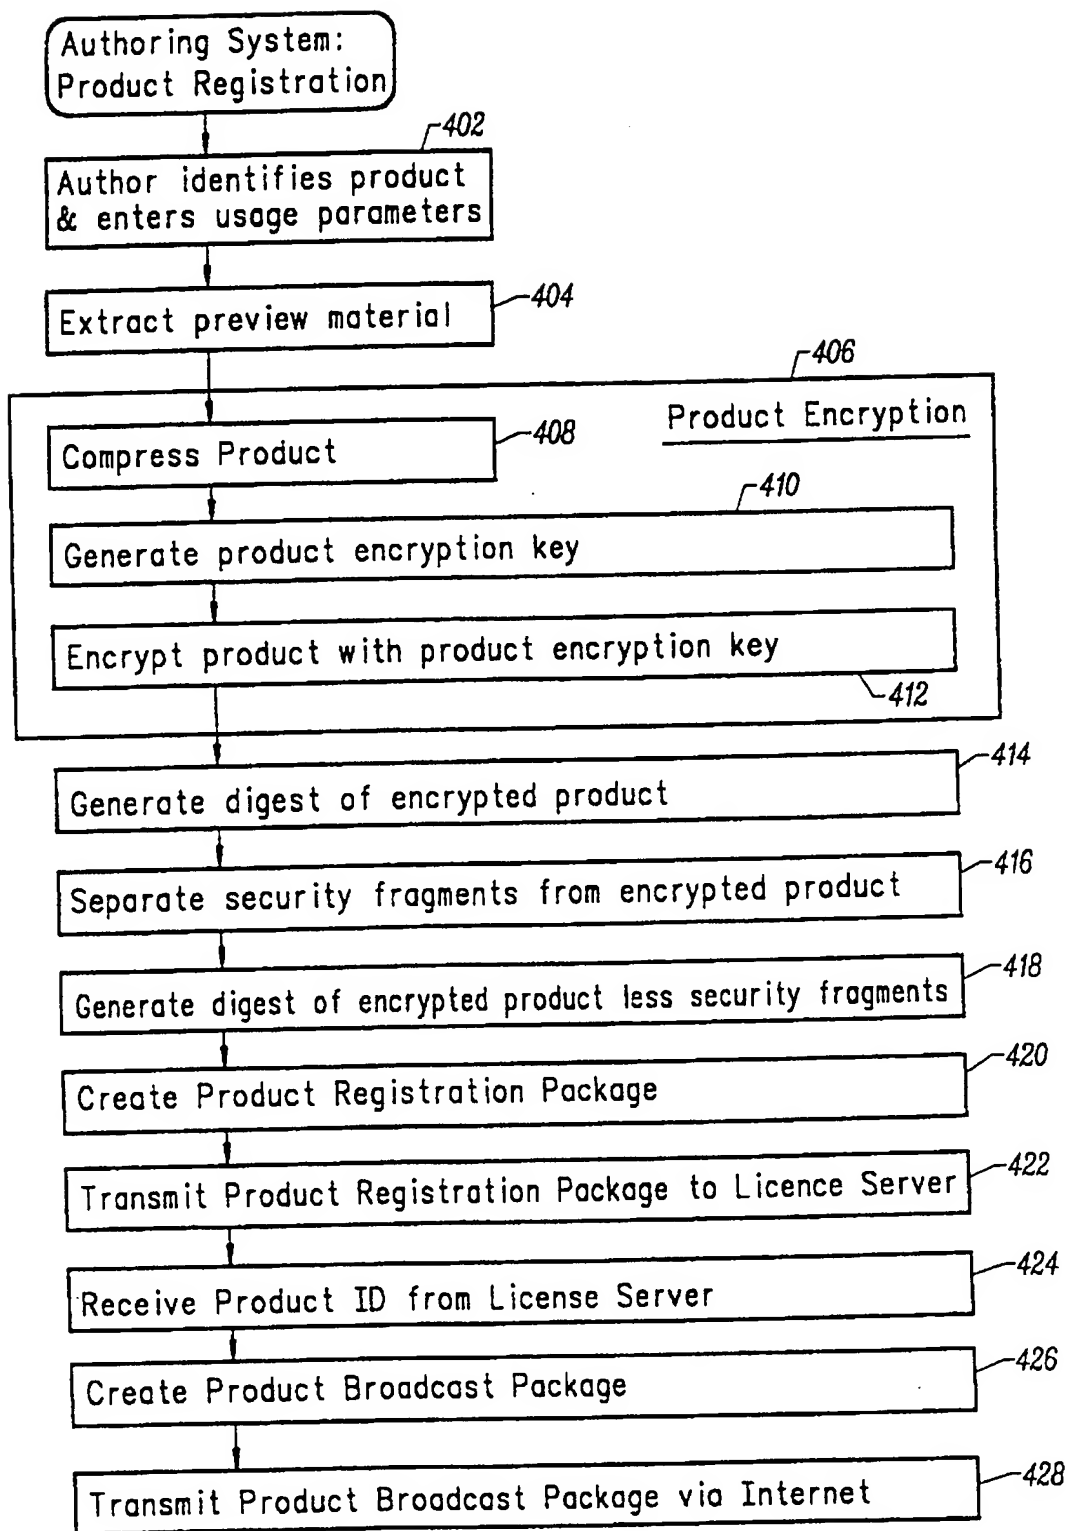 Authoring System:
Product Registration
402
Author identifies product
& enters usage parameters
404
Extract preview material
406
Product Encryption
408
Compress Product
410
Generate product encryption key
Encrypt product with product encryption key
412
414
Generate digest of encrypted product
416
Separate security fragments from encrypted product
418
Generate digest of encrypted product less security fragments
420
Create Product Registration Package
422
Transmit Product Registration Package to Licence Server
424
Receive Product ID from License Server
426
Create Product Broadcast Package
428
Transmit Product Broadcast Package via Internet